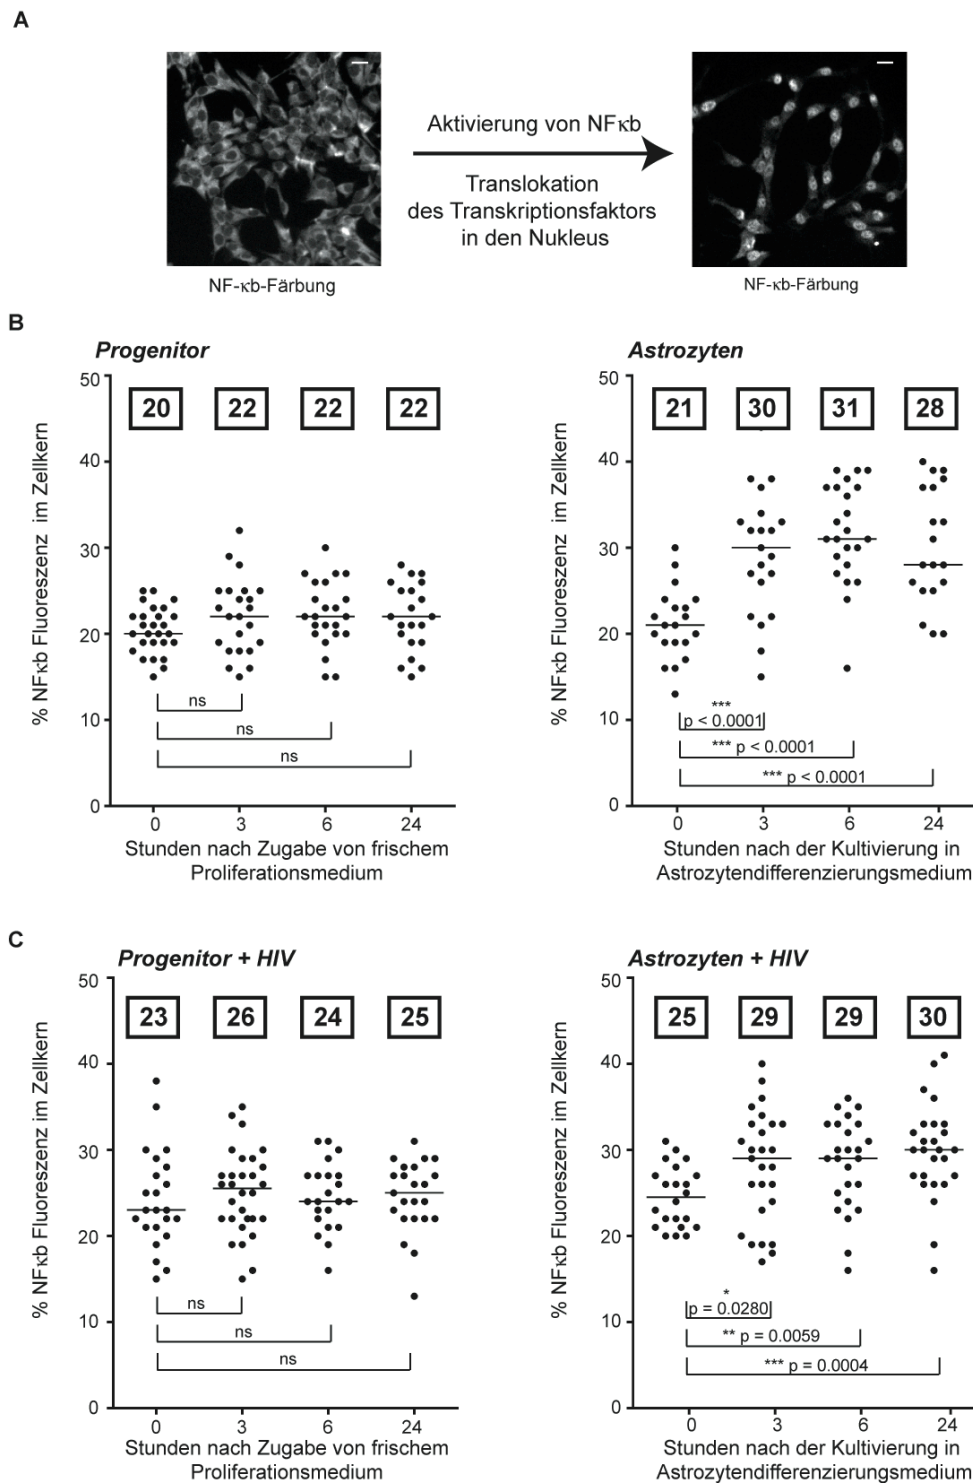 A
Aktivierung von NFκb
Translokation
des Transkriptionsfaktors
in den Nukleus
NF-κb-Färbung
NF-κb-Färbung
B
Progenitor
% NFκb Fluoreszenz im Zellkern
50
40
30
20
10
0
20
22
22
22
ns
ns
ns
0
3
6
24
Stunden nach Zugabe von frischem
Proliferationsmedium
Astrozyten
% NFκb Fluoreszenz im Zellkern
50
40
30
20
10
0
21
30
31
28
***
p < 0.0001
*** p < 0.0001
*** p < 0.0001
0
3
6
24
Stunden nach der Kultivierung in
Astrozytendifferenzierungsmedium
C
Progenitor + HIV
% NFκb Fluoreszenz im Zellkern
50
40
30
20
10
0
23
26
24
25
ns
ns
ns
0
3
6
24
Stunden nach Zugabe von frischem
Proliferationsmedium
Astrozyten + HIV
% NFκb Fluoreszenz im Zellkern
50
40
30
20
10
0
25
29
29
30
*
p = 0.0280
** p = 0.0059
*** p = 0.0004
0
3
6
24
Stunden nach der Kultivierung in
Astrozytendifferenzierungsmedium